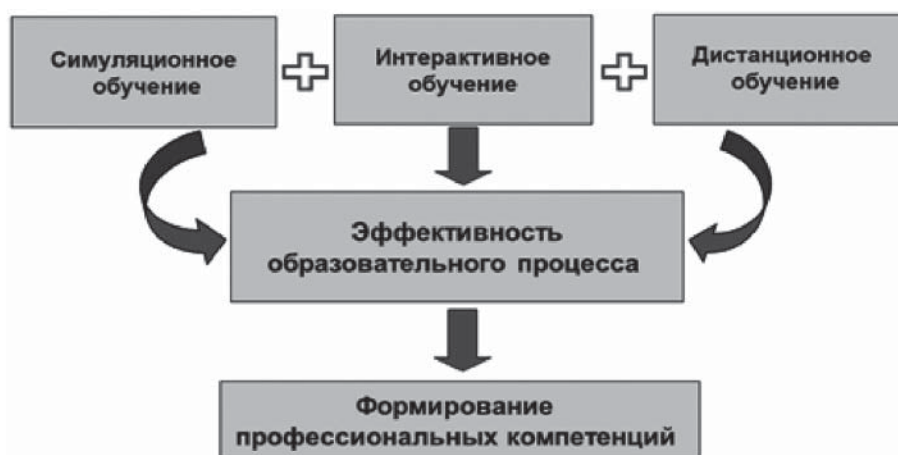 Симуляционное
обучение
Интерактивное
обучение
Дистанционное
обучение
Эффективность
образовательного процесса
Формирование
профессиональных компетенций